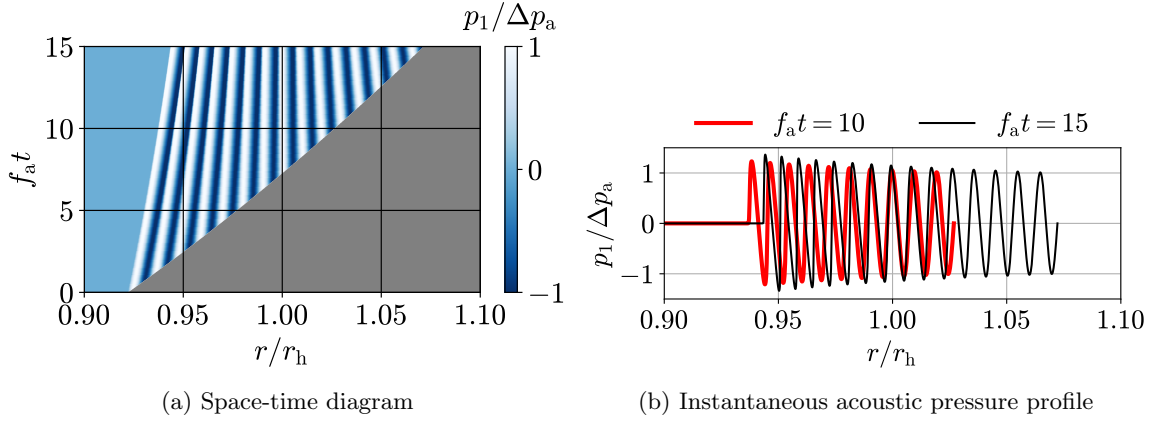 p₁/Δpₐ
15
10
5
0
fₐt
0.90 0.95 1.00 1.05 1.10
r/rₕ
1
0
−1
(a) Space-time diagram
fₐt = 10 fₐt = 15
1
0
−1
p₁/Δpₐ
0.90 0.95 1.00 1.05 1.10
r/rₕ
(b) Instantaneous acoustic pressure profile